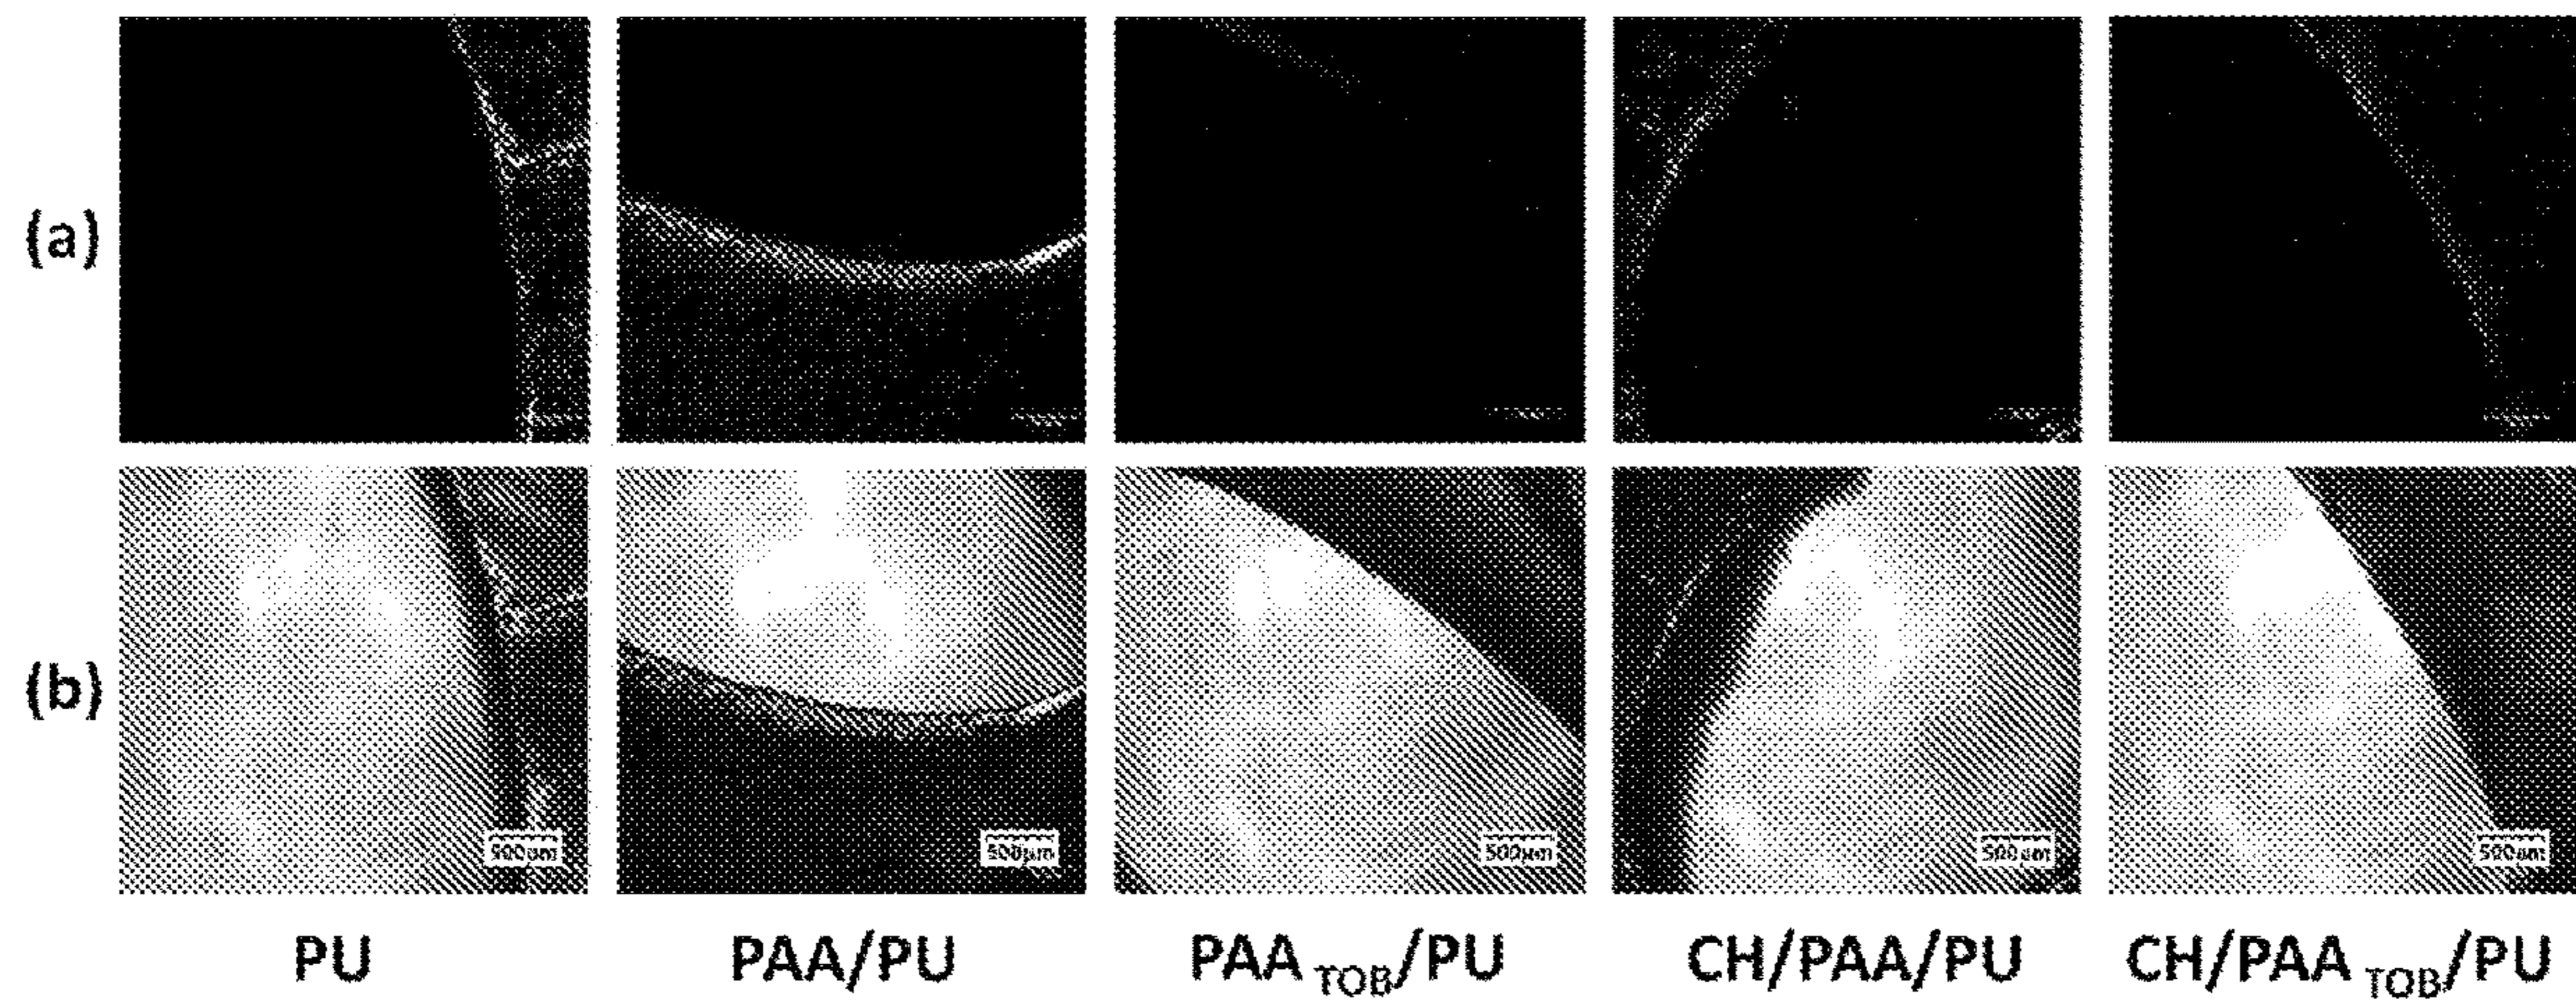 (a)
(b)
500µm
500µm
500µm
500µm
500µm
PU
PAA/PU
PAA TOB/PU
CH/PAA/PU
CH/PAA TOB/PU